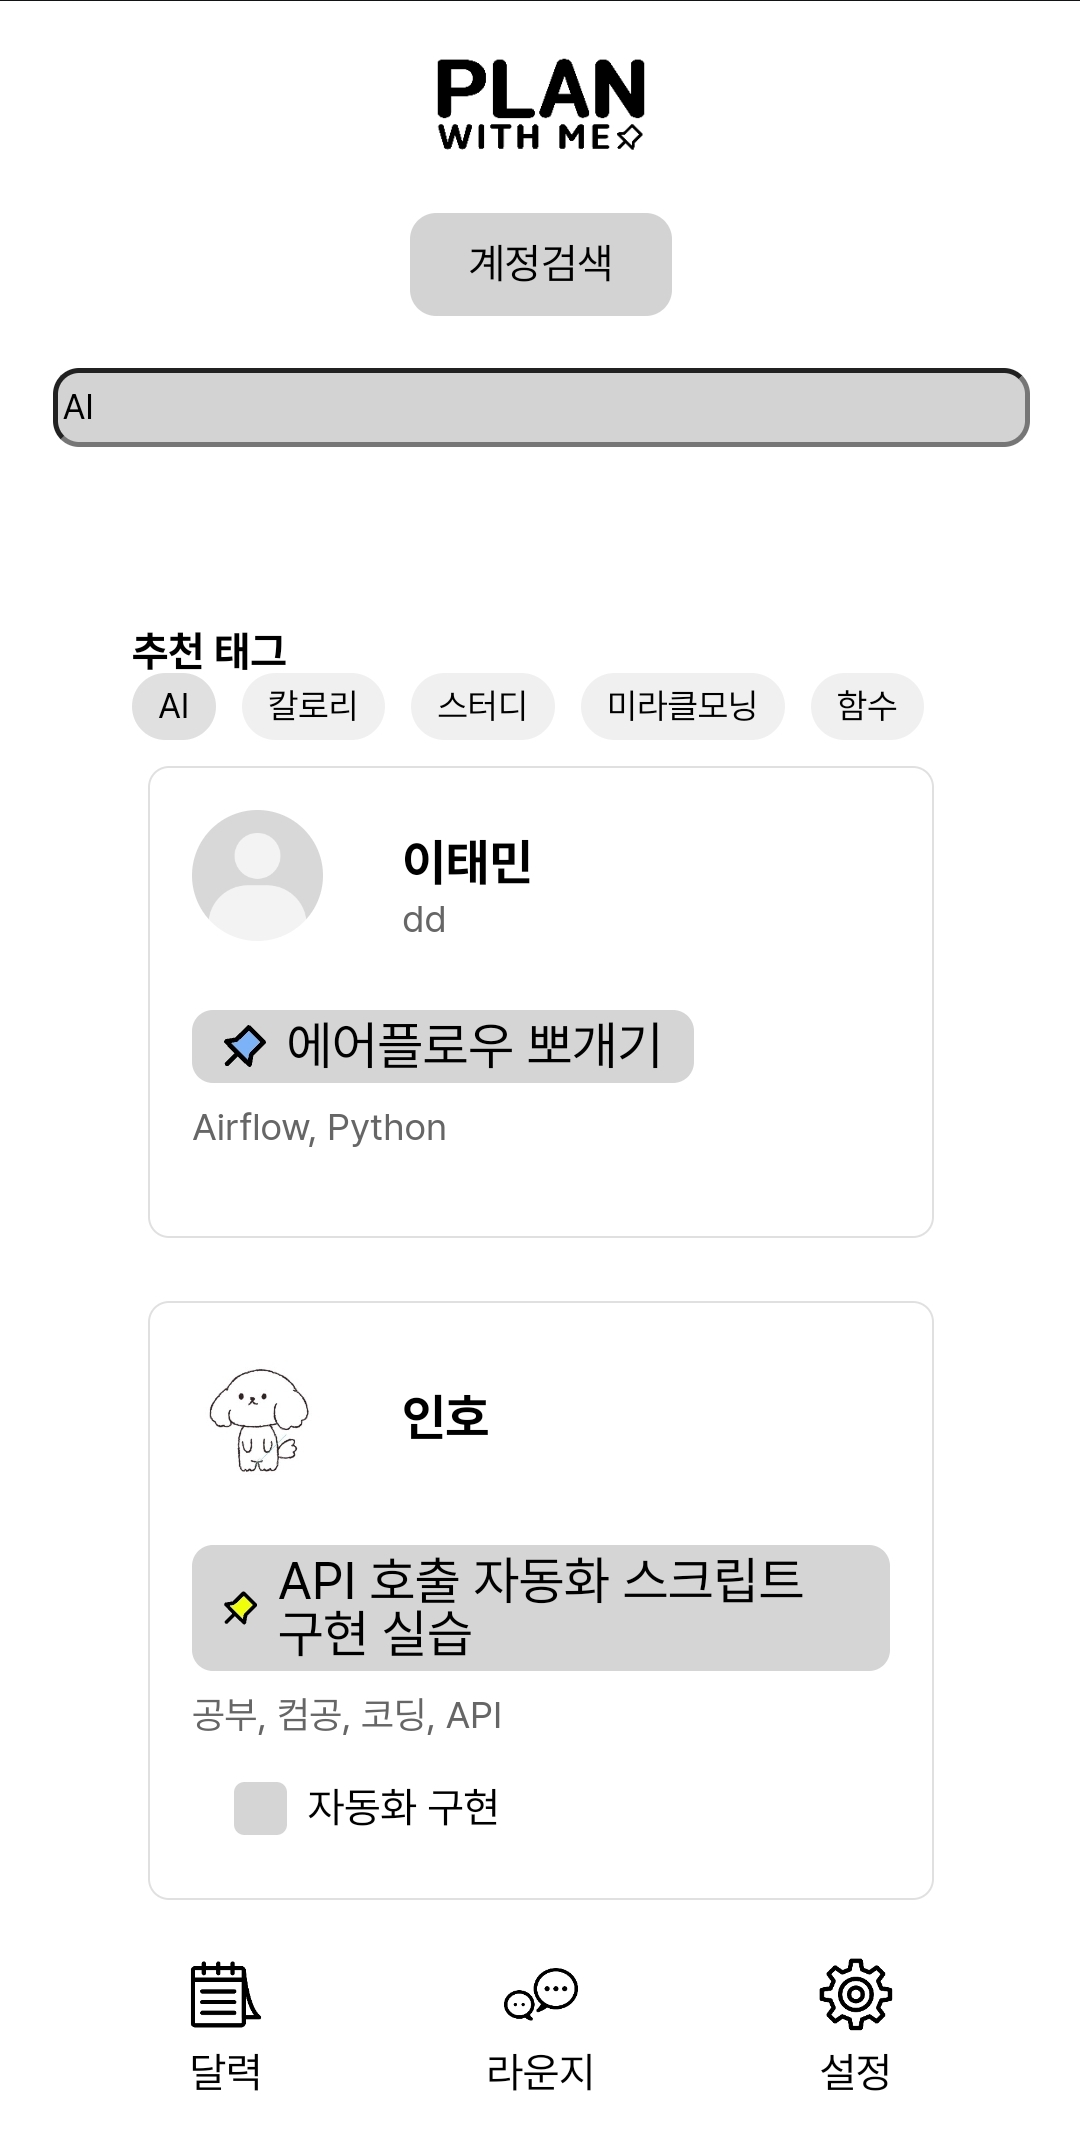 PLAN
WITH ME
계정검색
AI
추천 태그
AI 칼로리 스터디 미라클모닝 함수
이태민
dd
에어플로우 뽀개기
Airflow, Python
인호
API 호출 자동화 스크립트
구현 실습
공부, 컴공, 코딩, API
자동화 구현
달력 라운지 설정